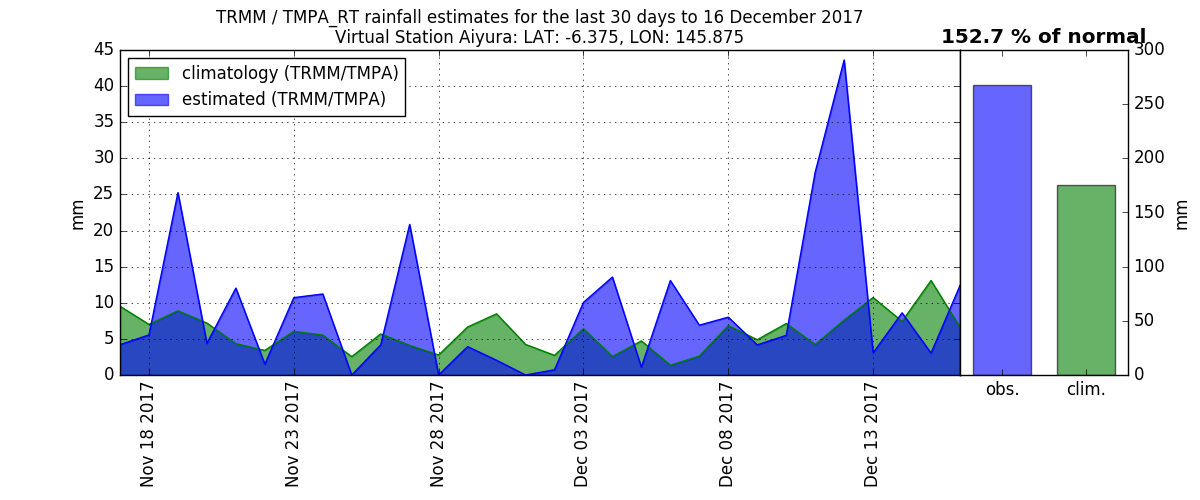 TRMM / TMPA_RT rainfall estimates for the last 30 days to 16 December 2017
Virtual Station Aiyura: LAT: -6.375, LON: 145.875
152.7 % of normal
climatology (TRMM/TMPA)
estimated (TRMM/TMPA)
mm
45
40
35
30
25
20
15
10
5
0
Nov 18 2017
Nov 23 2017
Nov 28 2017
Dec 03 2017
Dec 08 2017
Dec 13 2017
300
250
200
150
100
50
0
mm
obs.
clim.